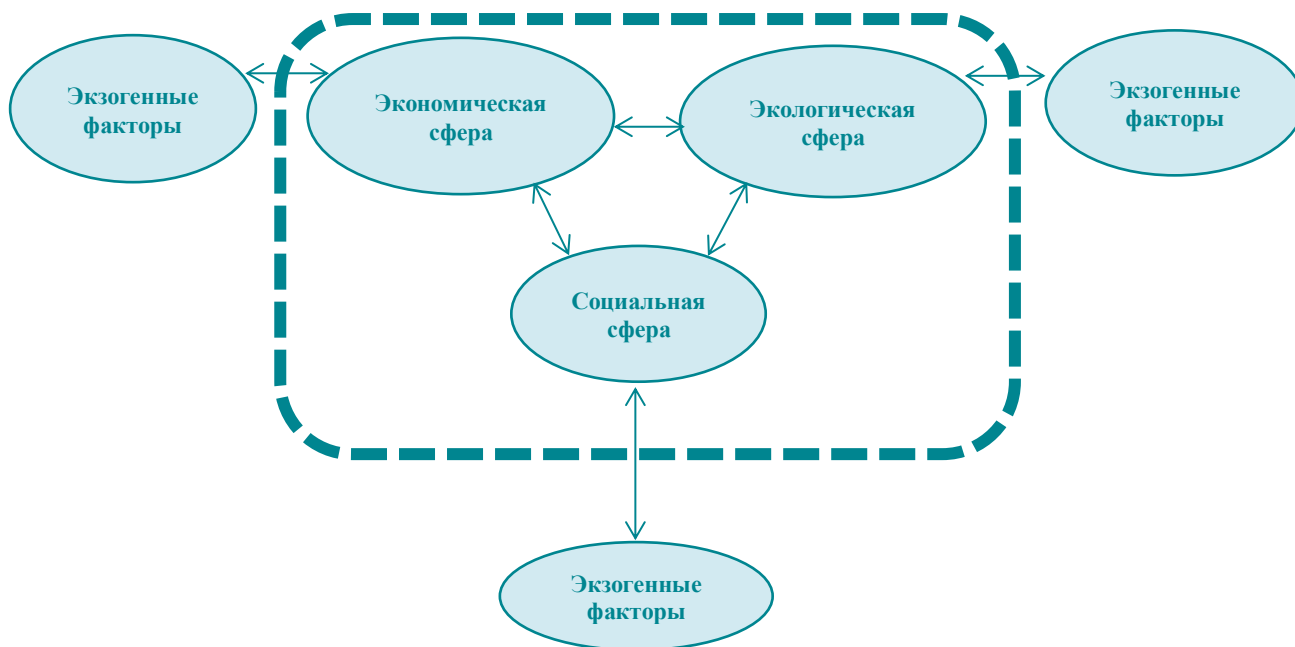 Экзогенные
факторы
Экономическая
сфера
Экологическая
сфера
Экзогенные
факторы
Социальная
сфера
Экзогенные
факторы